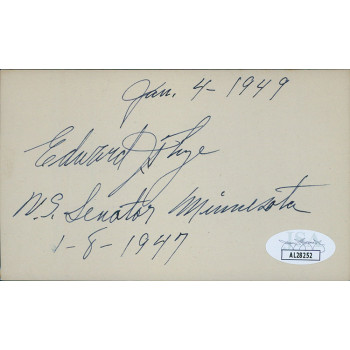 Jan. 4-1949
Edward J. Thye
U.S. Senator Minnesota
1-8-1947
JSA
AL28252